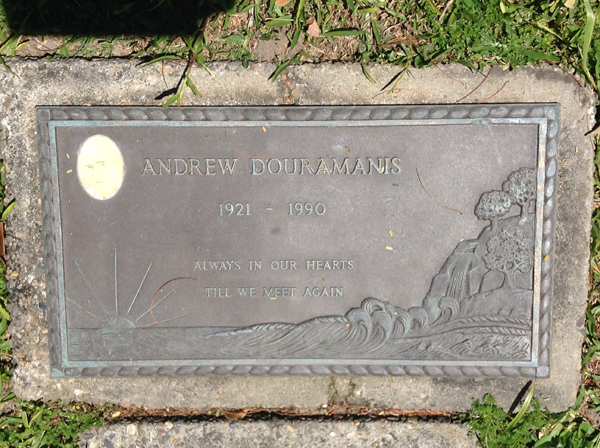 ANDREW DOURAMANIS
1921 - 1990
ALWAYS IN OUR HEARTS
TILL WE MEET AGAIN